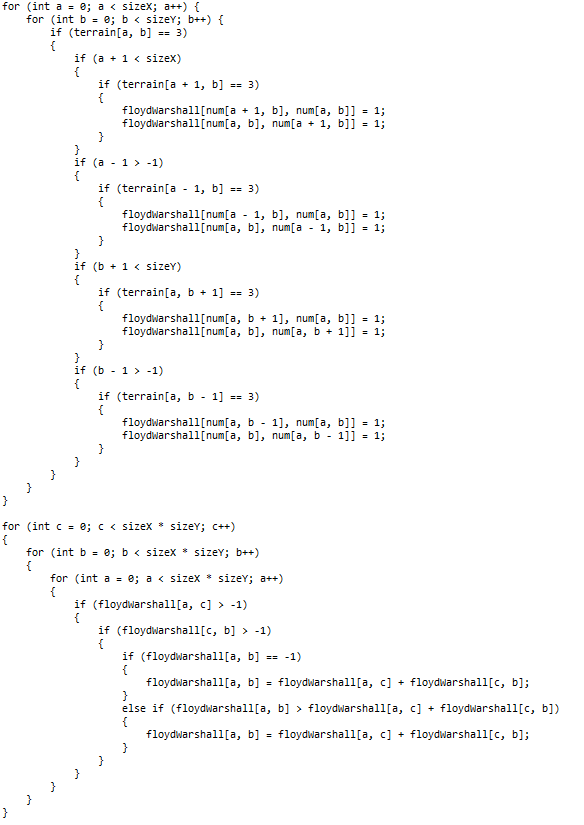 for (int a = 0; a < sizeX; a++) {
    for (int b = 0; b < sizeY; b++) {
        if (terrain[a, b] == 3)
        {
            if (a + 1 < sizeX)
            {
                if (terrain[a + 1, b] == 3)
                {
                    floydWarshall[num[a + 1, b], num[a, b]] = 1;
                    floydWarshall[num[a, b], num[a + 1, b]] = 1;
                }
            }
            if (a - 1 > -1)
            {
                if (terrain[a - 1, b] == 3)
                {
                    floydWarshall[num[a - 1, b], num[a, b]] = 1;
                    floydWarshall[num[a, b], num[a - 1, b]] = 1;
                }
            }
            if (b + 1 < sizeY)
            {
                if (terrain[a, b + 1] == 3)
                {
                    floydWarshall[num[a, b + 1], num[a, b]] = 1;
                    floydWarshall[num[a, b], num[a, b + 1]] = 1;
                }
            }
            if (b - 1 > -1)
            {
                if (terrain[a, b - 1] == 3)
                {
                    floydWarshall[num[a, b - 1], num[a, b]] = 1;
                    floydWarshall[num[a, b], num[a, b - 1]] = 1;
                }
            }
        }
    }
}

for (int c = 0; c < sizeX * sizeY; c++)
{
    for (int b = 0; b < sizeX * sizeY; b++)
    {
        for (int a = 0; a < sizeX * sizeY; a++)
        {
            if (floydWarshall[a, c] > -1)
            {
                if (floydWarshall[c, b] > -1)
                {
                    if (floydWarshall[a, b] == -1)
                    {
                        floydWarshall[a, b] = floydWarshall[a, c] + floydWarshall[c, b];
                    }
                    else if (floydWarshall[a, b] > floydWarshall[a, c] + floydWarshall[c, b])
                    {
                        floydWarshall[a, b] = floydWarshall[a, c] + floydWarshall[c, b];
                    }
                }
            }
        }
    }
}